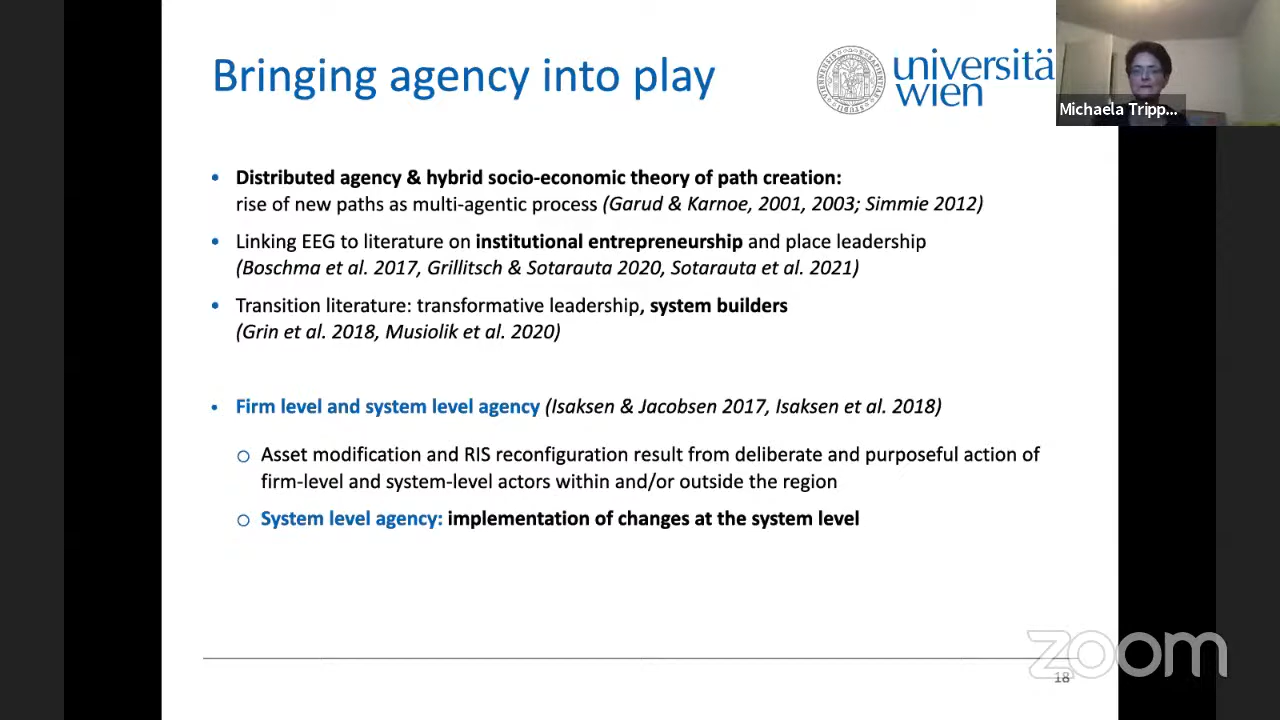 Bringing agency into play
universitä
wien
Michaela Tripp...
• Distributed agency & hybrid socio-economic theory of path creation:
rise of new paths as multi-agentic process (Garud & Karnoe, 2001, 2003; Simmie 2012)
• Linking EEG to literature on institutional entrepreneurship and place leadership
(Boschma et al. 2017, Grillitsch & Sotarauta 2020, Sotarauta et al. 2021)
• Transition literature: transformative leadership, system builders
(Grin et al. 2018, Musiolik et al. 2020)
• Firm level and system level agency (Isaksen & Jacobsen 2017, Isaksen et al. 2018)
○ Asset modification and RIS reconfiguration result from deliberate and purposeful action of
firm-level and system-level actors within and/or outside the region
○ System level agency: implementation of changes at the system level
zoom
18